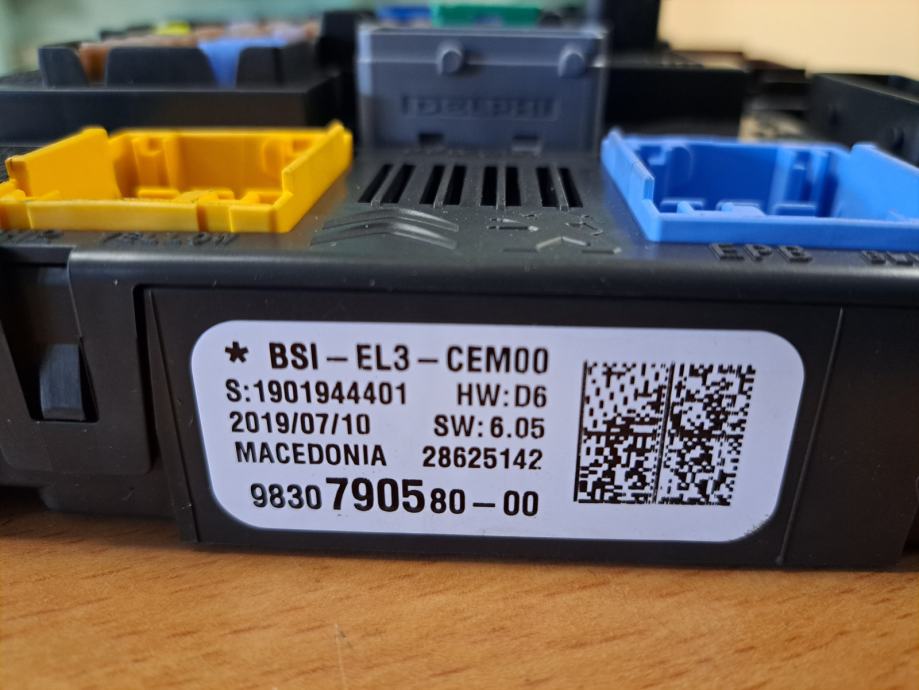 DELPHI
EPB
* BSI-EL3-CEM00
S:1901944401 HW:D6
2019/07/10 SW:6.05
MACEDONIA 28625142
9830790580-00